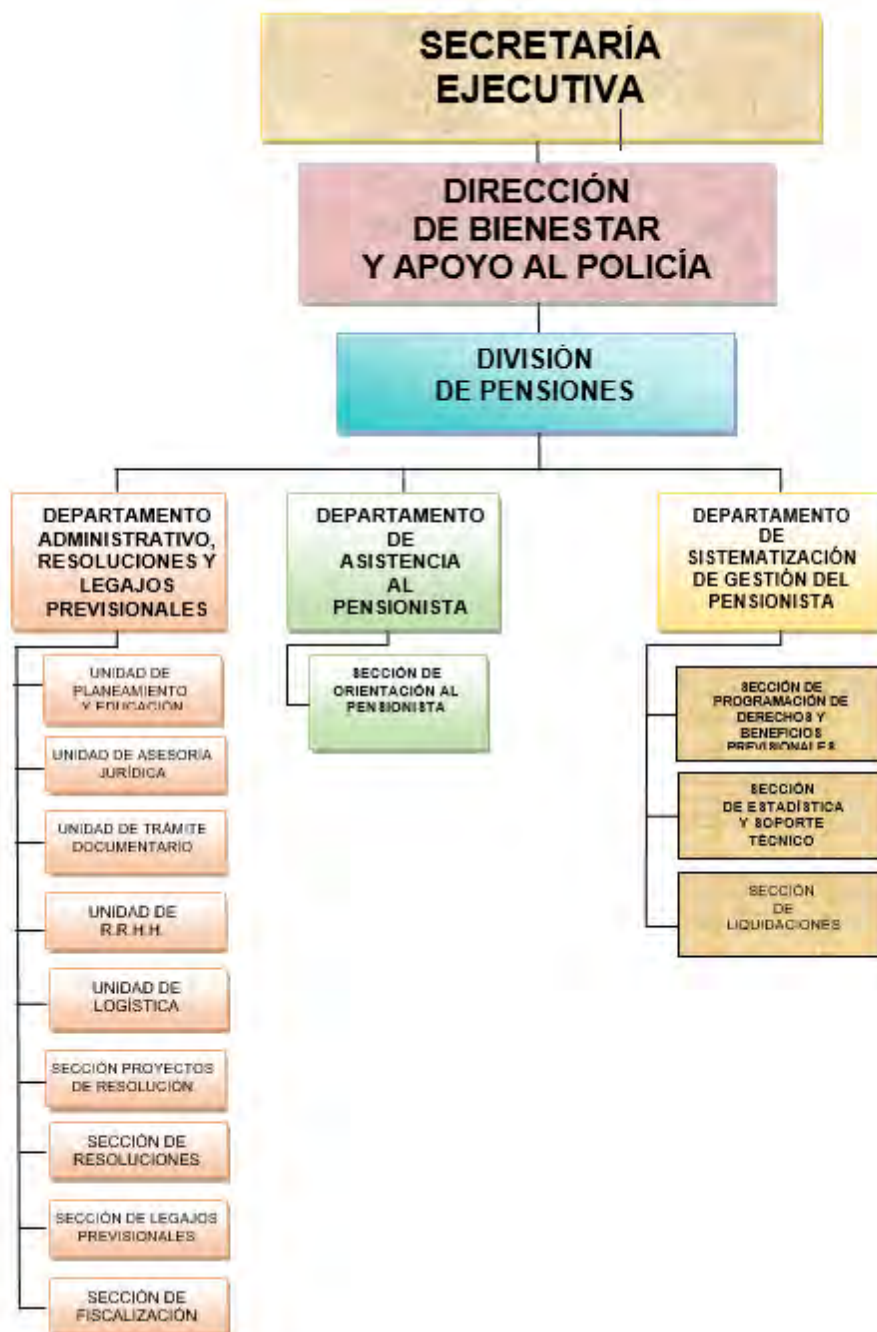 SECRETARÍA
EJECUTIVA
DIRECCIÓN
DE BIENESTAR
Y APOYO AL POLICÍA
DIVISIÓN
DE PENSIONES
DEPARTAMENTO
ADMINISTRATIVO,
RESOLUCIONES Y
LEGAJOS
PREVISIONALES
UNIDAD DE
PLANEAMIENTO
Y EDUCACIÓN
UNIDAD DE ASESORÍA
JURÍDICA
UNIDAD DE TRÁMITE
DOCUMENTARIO
UNIDAD DE
R.R.H.H.
UNIDAD DE
LOGÍSTICA
SECCIÓN PROYECTOS
DE RESOLUCIÓN
SECCIÓN DE
RESOLUCIONES
SECCIÓN DE LEGAJOS
PREVISIONALES
SECCIÓN DE
FISCALIZACIÓN
DEPARTAMENTO
DE
ASISTENCIA
AL
PENSIONISTA
SECCIÓN DE
ORIENTACIÓN AL
PENSIONISTA
DEPARTAMENTO
DE
SISTEMATIZACIÓN
DE GESTIÓN DEL
PENSIONISTA
SECCIÓN DE
PROGRAMACIÓN DE
DERECHOS Y
BENEFICIOS
PREVISIONALES
SECCIÓN
DE ESTADÍSTICA
Y SOPORTE
TÉCNICO
SECCIÓN
DE
LIQUIDACIONES